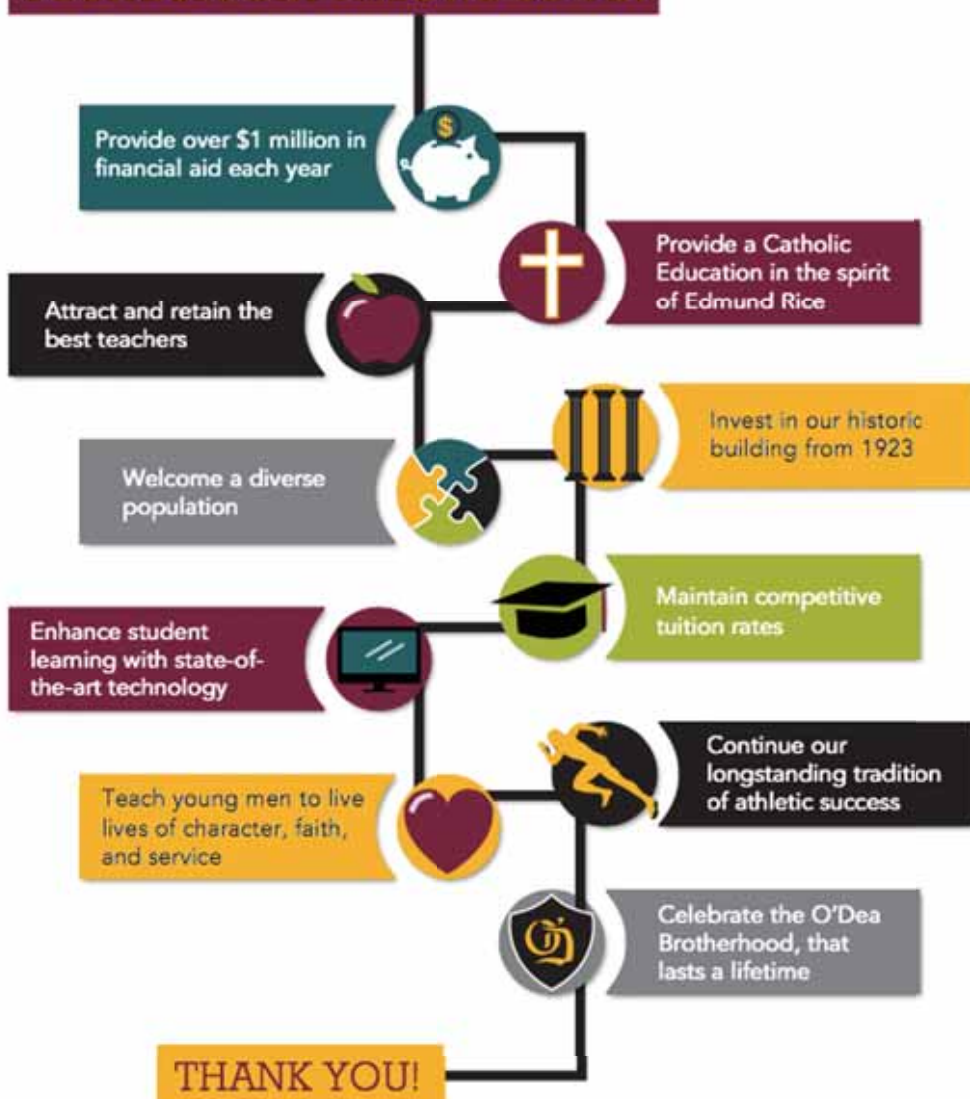 Provide over $1 million in
financial aid each year
Provide a Catholic
Education in the spirit
of Edmund Rice
Attract and retain the
best teachers
Invest in our historic
building from 1923
Welcome a diverse
population
Maintain competitive
tuition rates
Enhance student
learning with state-of-
the-art technology
Continue our
longstanding tradition
of athletic success
Teach young men to live
lives of character, faith,
and service
OD
Celebrate the O'Dea
Brotherhood, that
lasts a lifetime
THANK YOU!